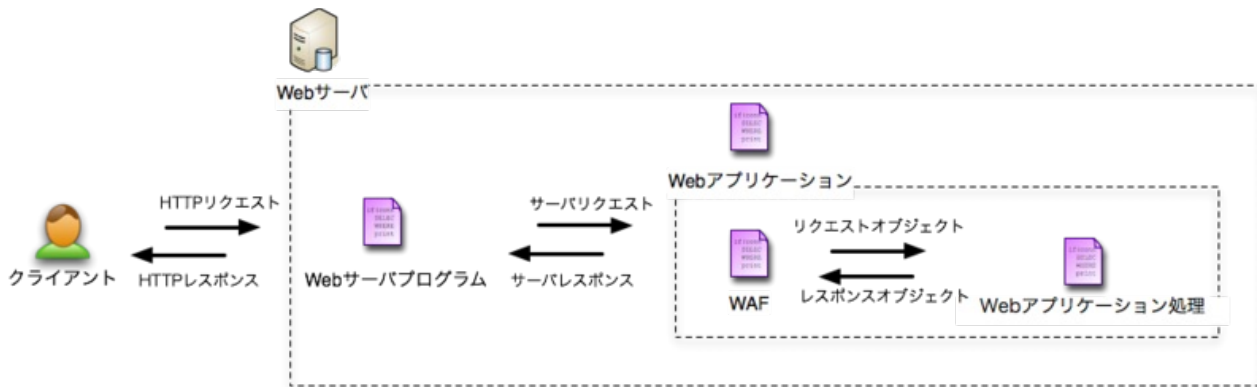 Webサーバ
Webアプリケーション
HTTPリクエスト
サーバリクエスト
リクエストオブジェクト
クライアント
HTTPレスポンス
Webサーバプログラム
サーバレスポンス
WAF
レスポンスオブジェクト
Webアプリケーション処理